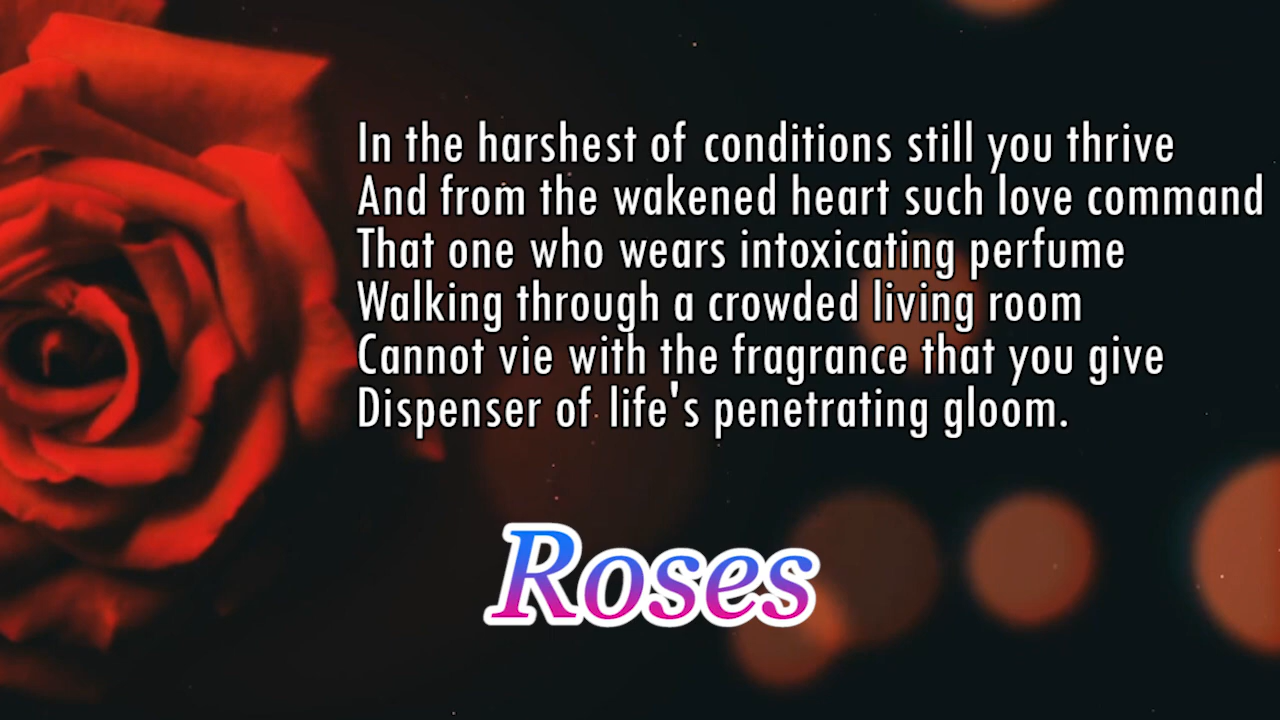 In the harshest of conditions still you thrive
And from the wakened heart such love command
That one who wears intoxicating perfume
Walking through a crowded living room
Cannot vie with the fragrance that you give
Dispenser of life's penetrating gloom.
Roses